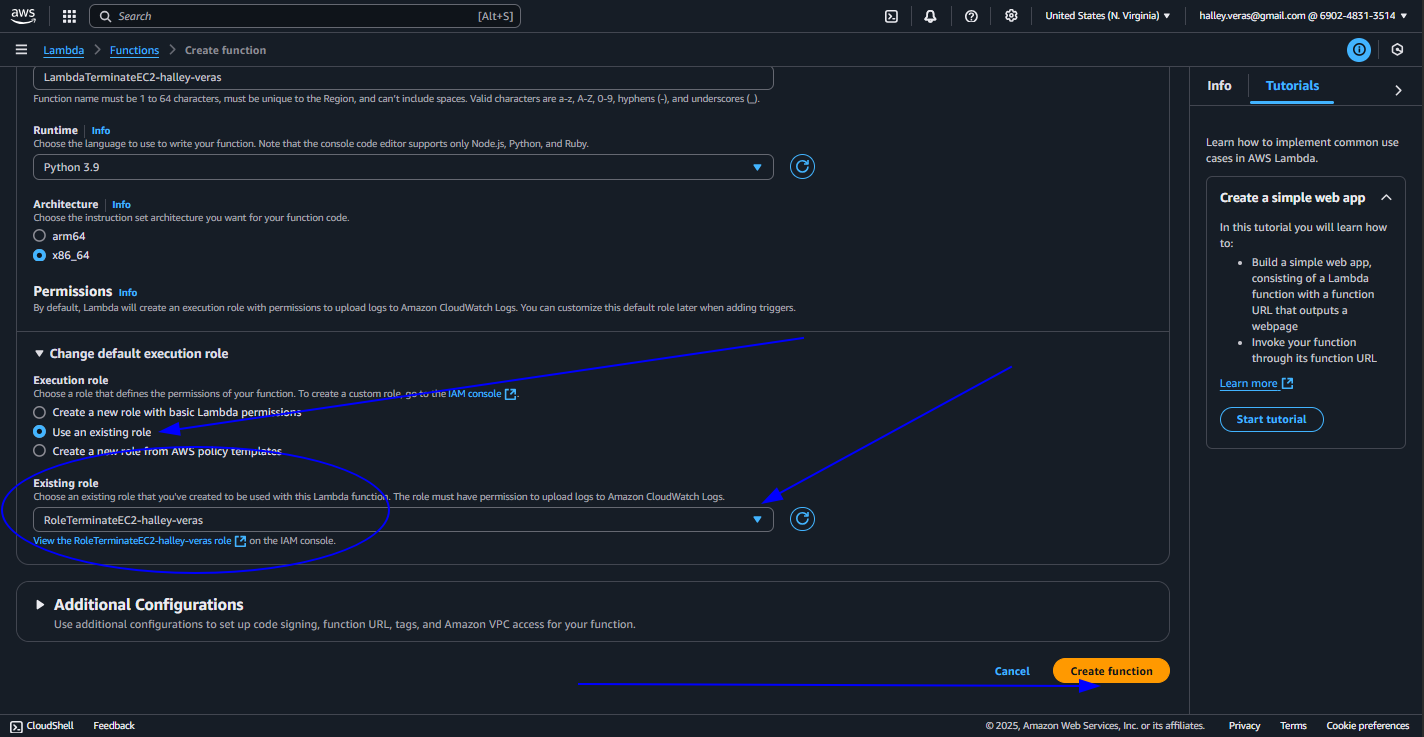 aws
Search
[Alt+S]
United States (N. Virginia)
halley.veras@gmail.com @ 6902-4831-3514
Lambda
Functions
Create function
LambdaTerminateEC2-halley-veras
Function name must be 1 to 64 characters, must be unique to the Region, and can't include spaces. Valid characters are a-z, A-Z, 0-9, hyphens (-), and underscores (_).
Runtime Info
Choose the language to use to write your function. Note that the console code editor supports only Node.js, Python, and Ruby.
Python 3.9
Architecture Info
Choose the instruction set architecture you want for your function code.
arm64
x86_64
Permissions Info
By default, Lambda will create an execution role with permissions to upload logs to Amazon CloudWatch Logs. You can customize this default role later when adding triggers.
Change default execution role
Execution role
Choose a role that defines the permissions of your function. To create a custom role, go to the IAM console.
Create a new role with basic Lambda permissions
Use an existing role
Create a new role from AWS policy templates
Existing role
Choose an existing role that you've created to be used with this Lambda function. The role must have permission to upload logs to Amazon CloudWatch Logs.
RoleTerminateEC2-halley-veras
View the RoleTerminateEC2-halley-veras role on the IAM console.
Additional Configurations
Use additional configurations to set up code signing, function URL, tags, and Amazon VPC access for your function.
Cancel
Create function
Info
Tutorials
Learn how to implement common use
cases in AWS Lambda.
Create a simple web app
In this tutorial you will learn how
to:
• Build a simple web app,
consisting of a Lambda
function with a function
URL that outputs a
webpage
• Invoke your function
through its function URL
Learn more
Start tutorial
CloudShell
Feedback
© 2025, Amazon Web Services, Inc. or its affiliates.
Privacy
Terms
Cookie preferences